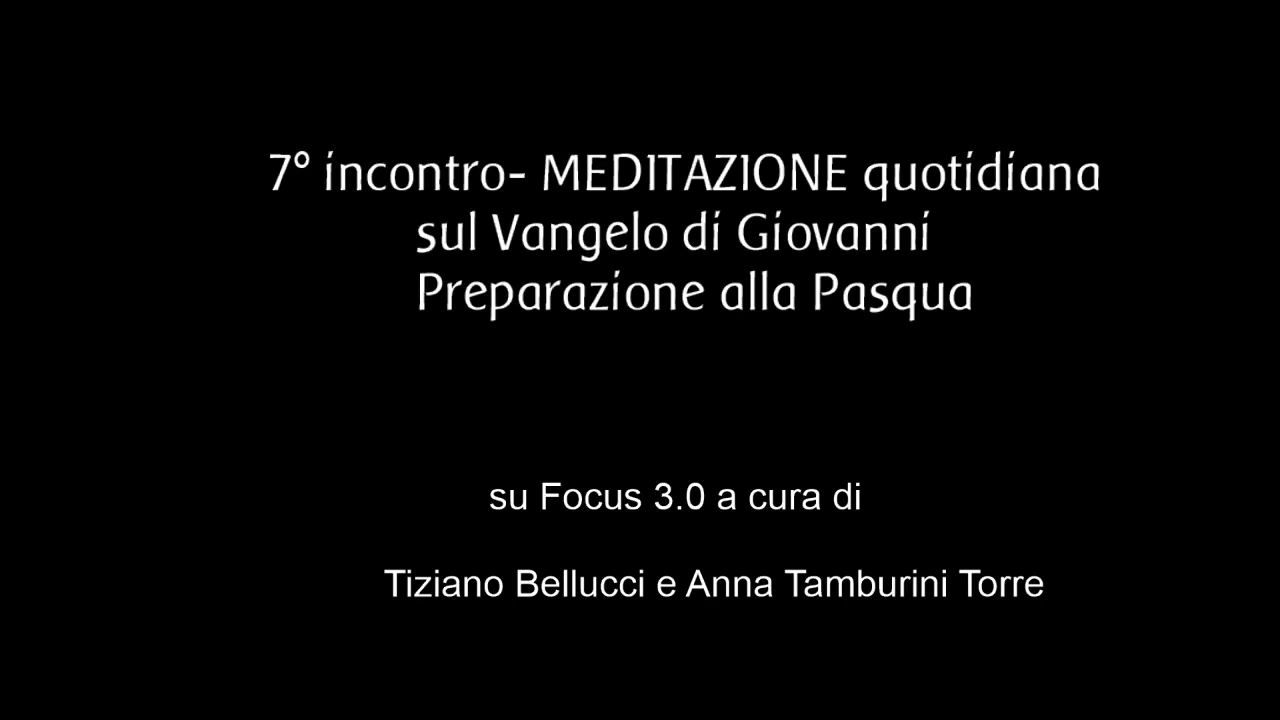 7° incontro- MEDITAZIONE quotidiana
sul Vangelo di Giovanni
Preparazione alla Pasqua
su Focus 3.0 a cura di
Tiziano Bellucci e Anna Tamburini Torre